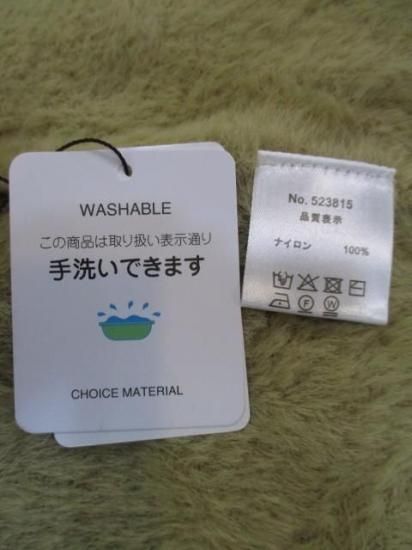 WASHABLE
この商品は取り扱い表示通り
手洗いできます
CHOICE MATERIAL
No. 523815
品質表示
ナイロン 100%
F W